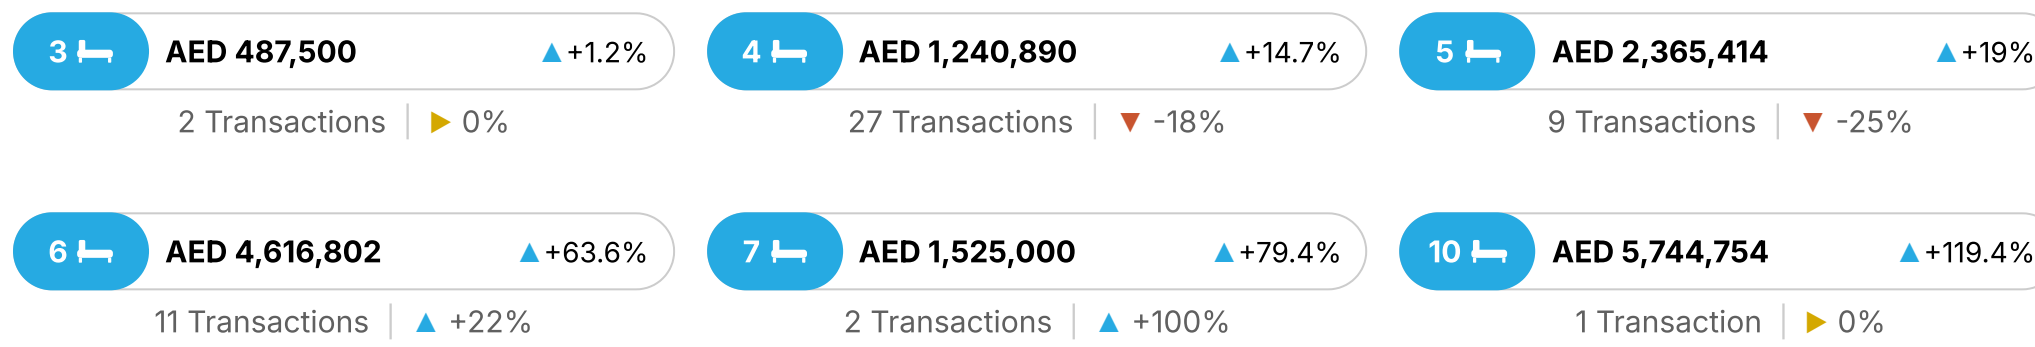 3 AED 487,500 ▲+1.2% 4 AED 1,240,890 ▲+14.7% 5 AED 2,365,414 ▲+19%
2 Transactions | ▶ 0% 27 Transactions | ▼ -18% 9 Transactions | ▼ -25%
6 AED 4,616,802 ▲+63.6% 7 AED 1,525,000 ▲+79.4% 10 AED 5,744,754 ▲+119.4%
11 Transactions | ▲ +22% 2 Transactions | ▲ +100% 1 Transaction | ▶ 0%